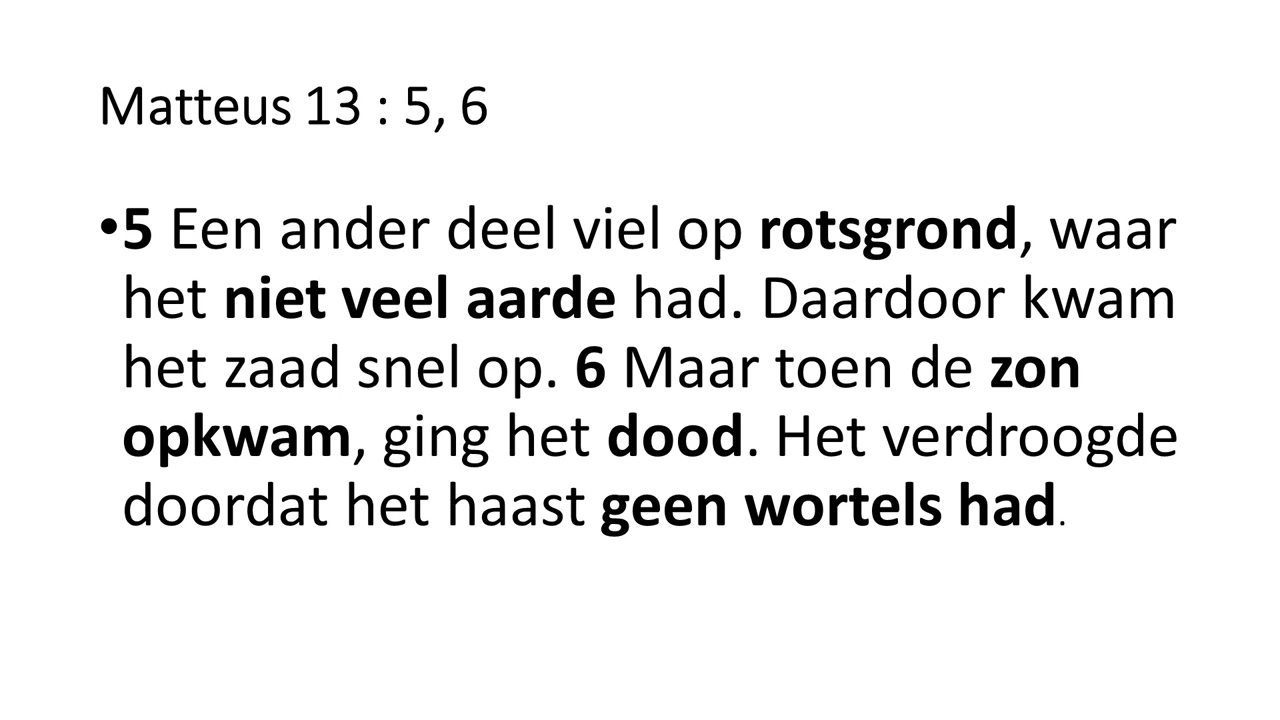 Matteus 13 : 5, 6
•5 Een ander deel viel op rotsgrond, waar
het niet veel aarde had. Daardoor kwam
het zaad snel op. 6 Maar toen de zon
opkwam, ging het dood. Het verdroogde
doordat het haast geen wortels had.